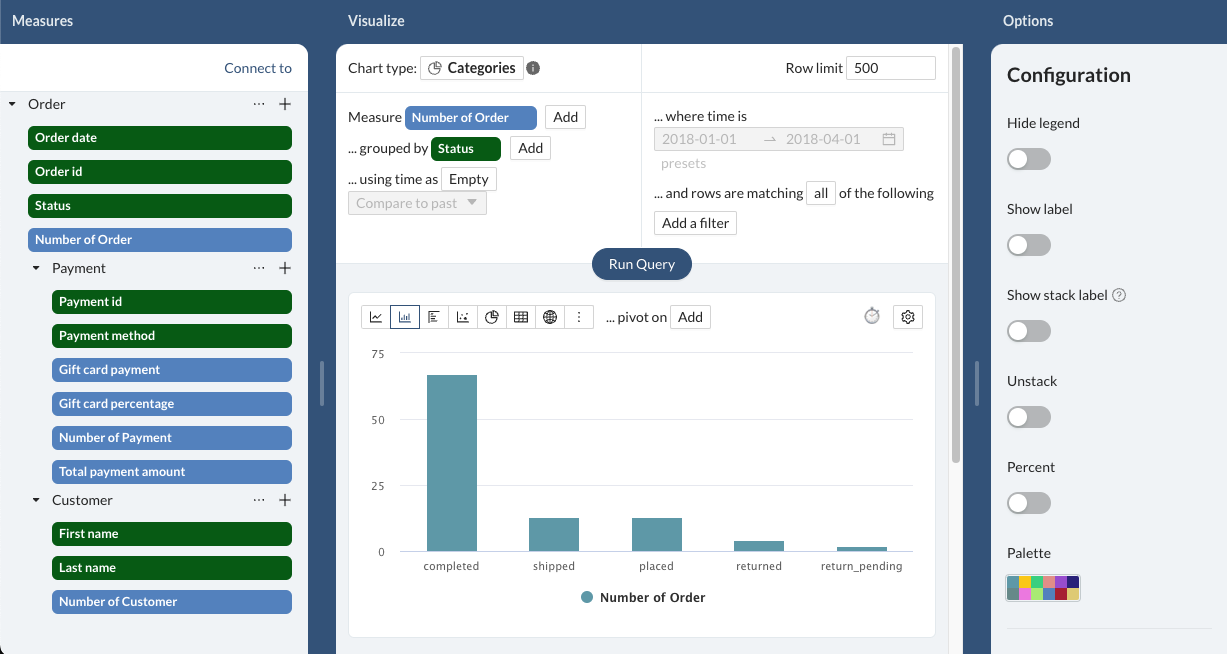 Measures
Connect to
Order
Order date
Order id
Status
Number of Order
Payment
Payment id
Payment method
Gift card payment
Gift card percentage
Number of Payment
Total payment amount
Customer
First name
Last name
Number of Customer
Visualize
Chart type: Categories
Row limit 500
Measure Number of Order Add
... grouped by Status Add
... using time as Empty
Compare to past
... where time is
2018-01-01 → 2018-04-01
presets
... and rows are matching all of the following
Add a filter
Run Query
... pivot on Add
75
50
25
0
completed shipped placed returned return_pending
Number of Order
Options
Configuration
Hide legend
Show label
Show stack label
Unstack
Percent
Palette